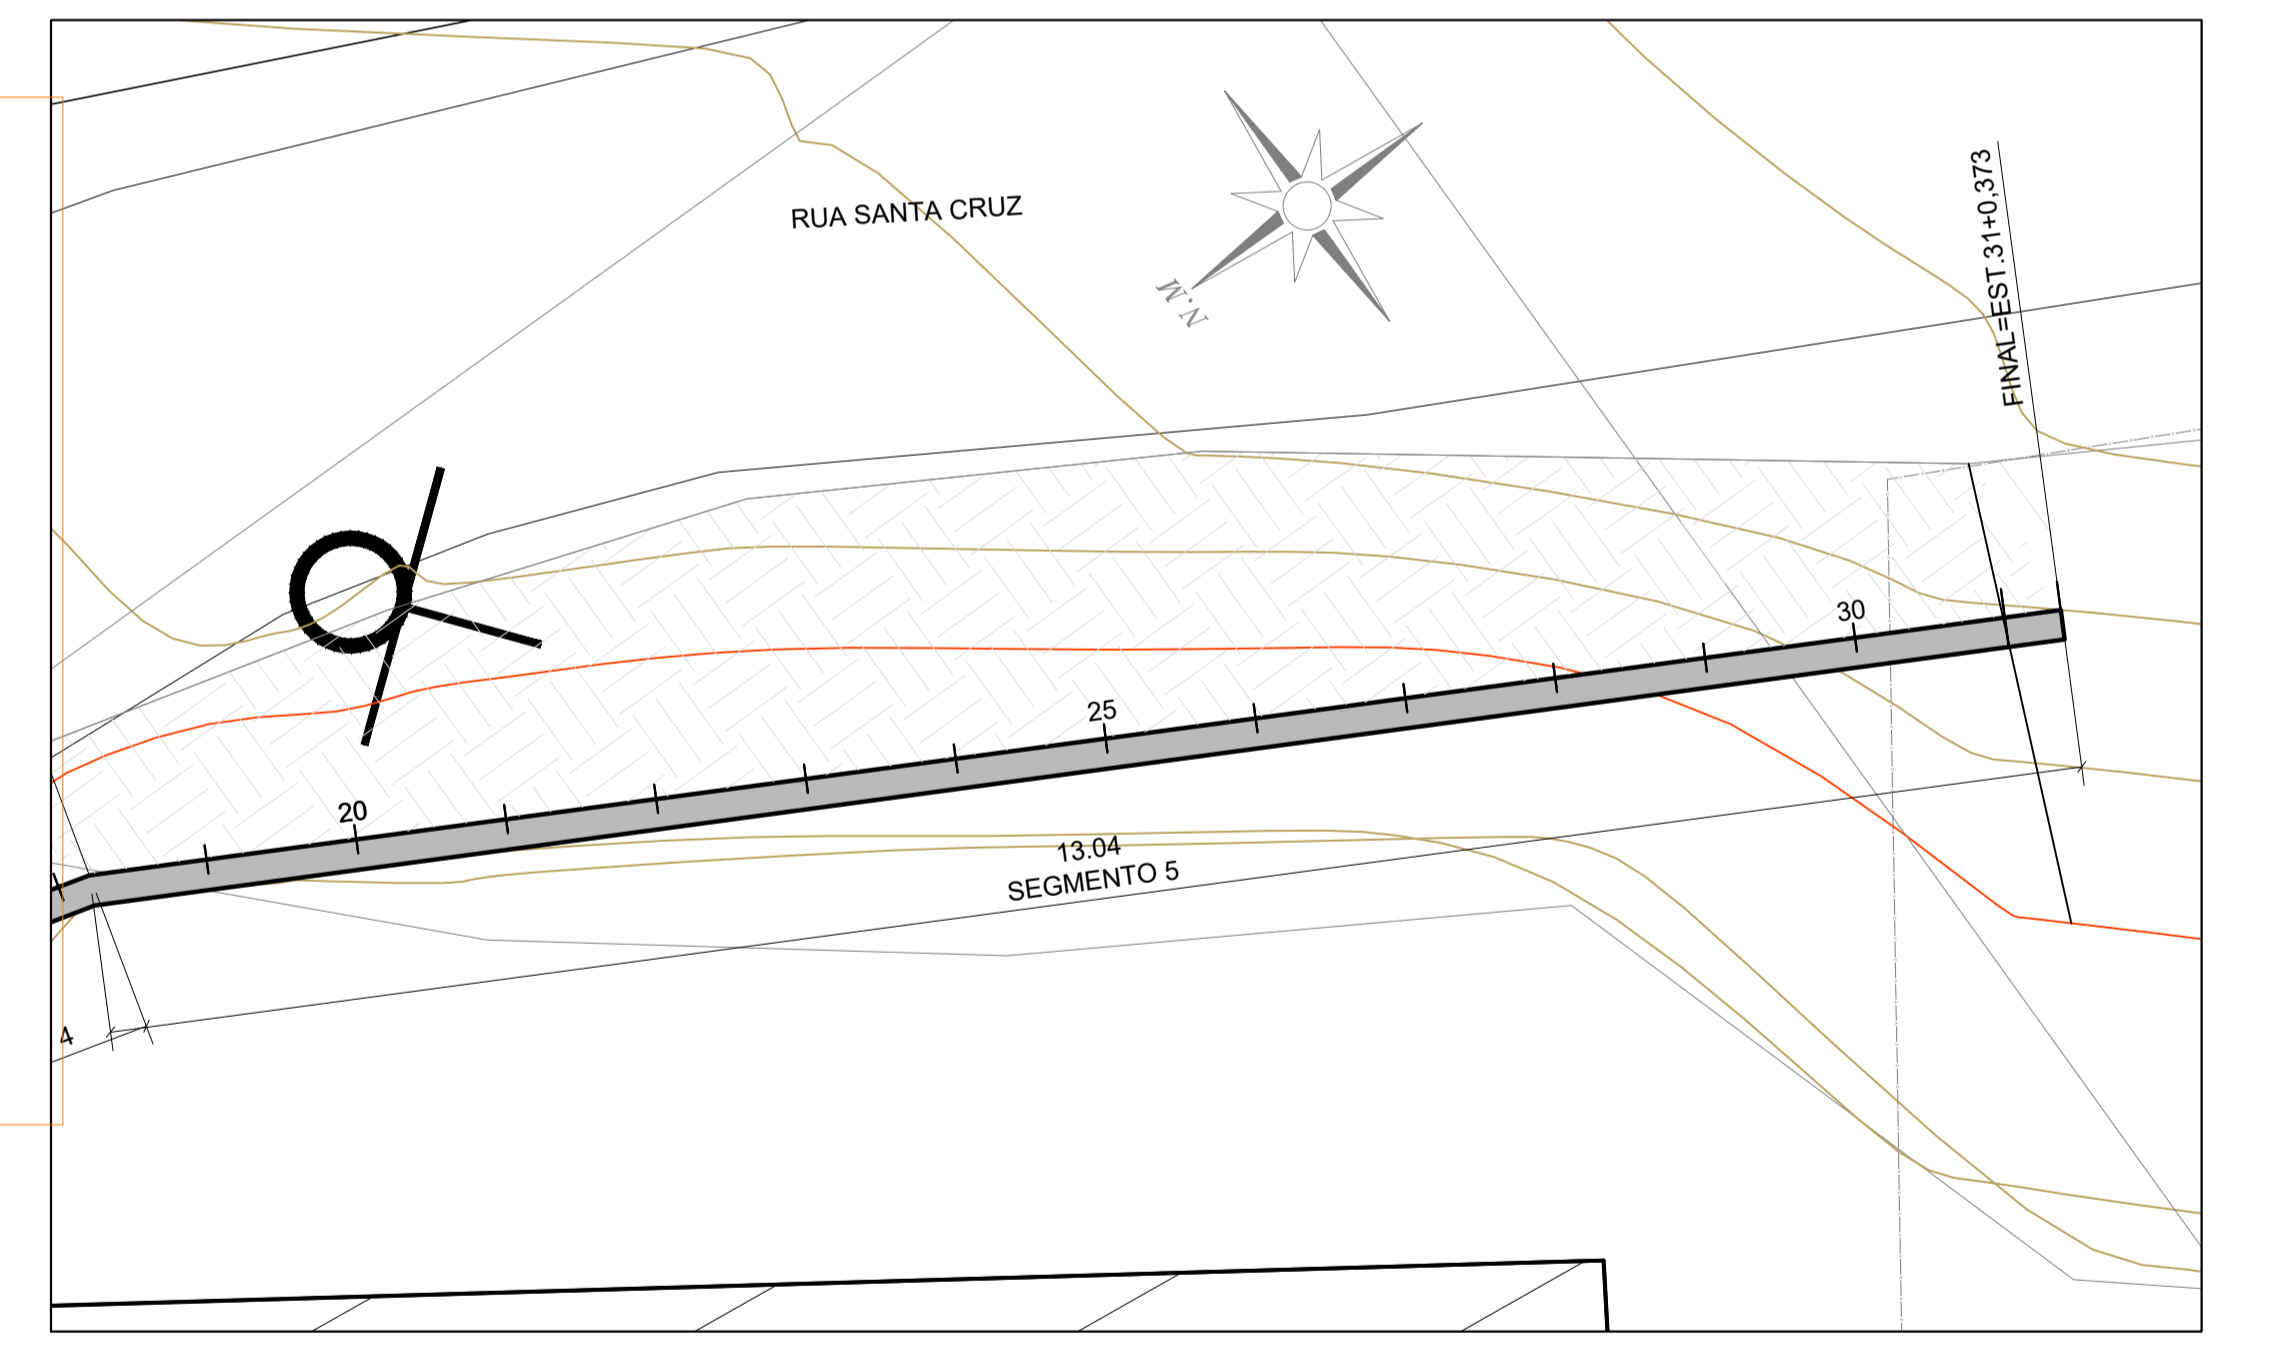 FINAL=EST.31+0,373
RUA SANTA CRUZ
N.M
30
25
20
13.04
SEGMENTO 5
4